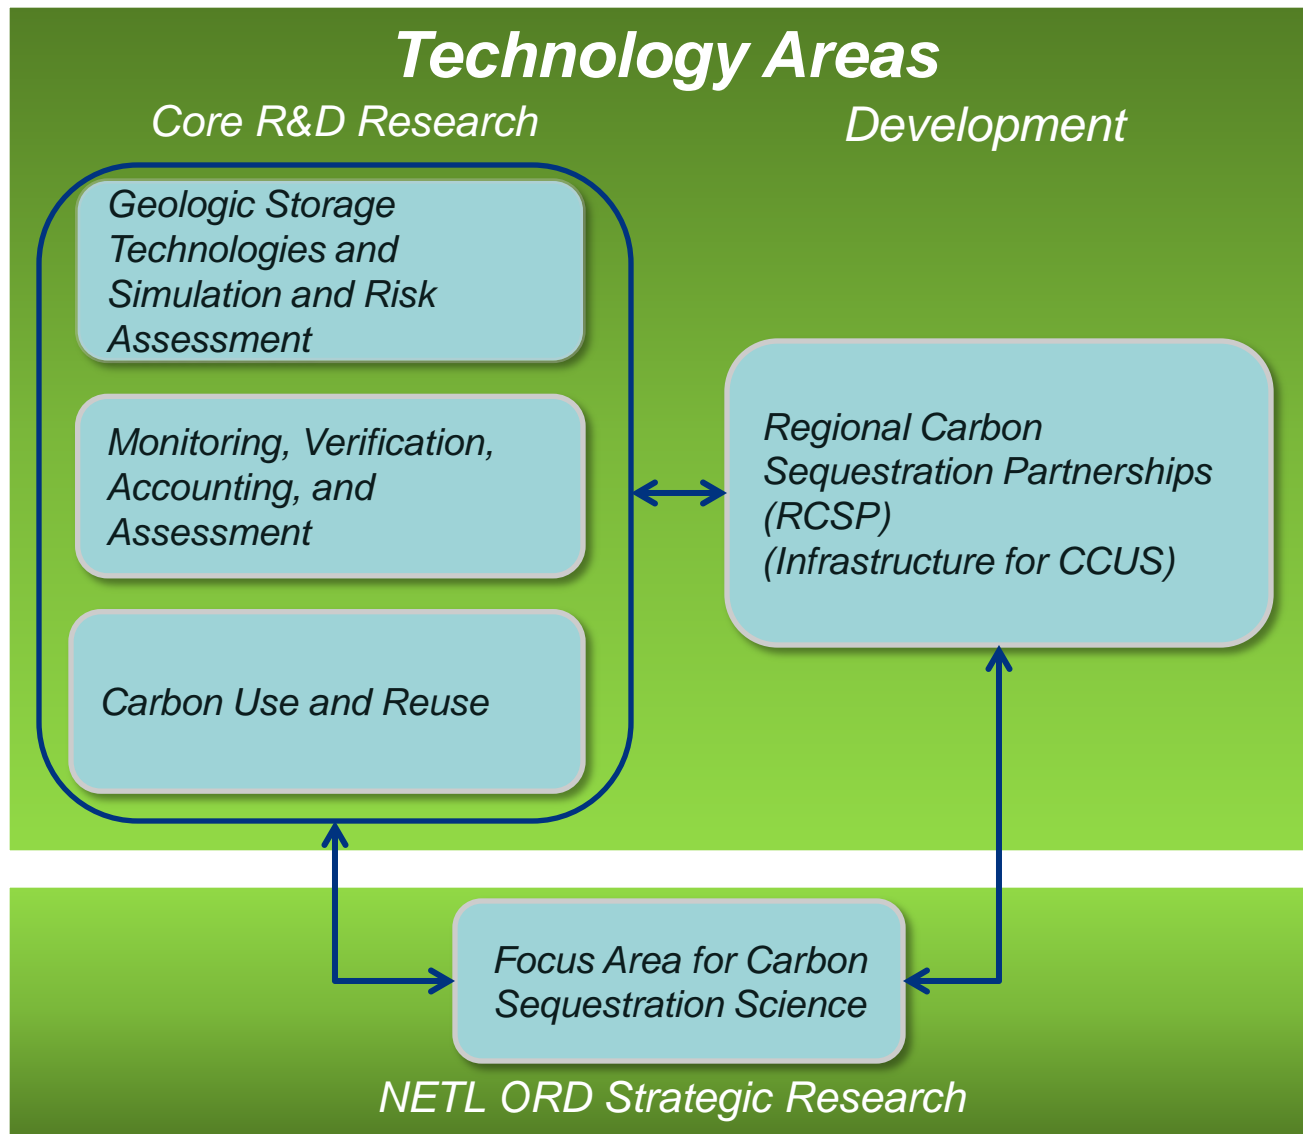 Technology Areas
Core R&D Research
Geologic Storage
Technologies and
Simulation and Risk
Assessment
Monitoring, Verification,
Accounting, and
Assessment
Carbon Use and Reuse
Development
Regional Carbon
Sequestration Partnerships
(RCSP)
(Infrastructure for CCUS)
Focus Area for Carbon
Sequestration Science
NETL ORD Strategic Research